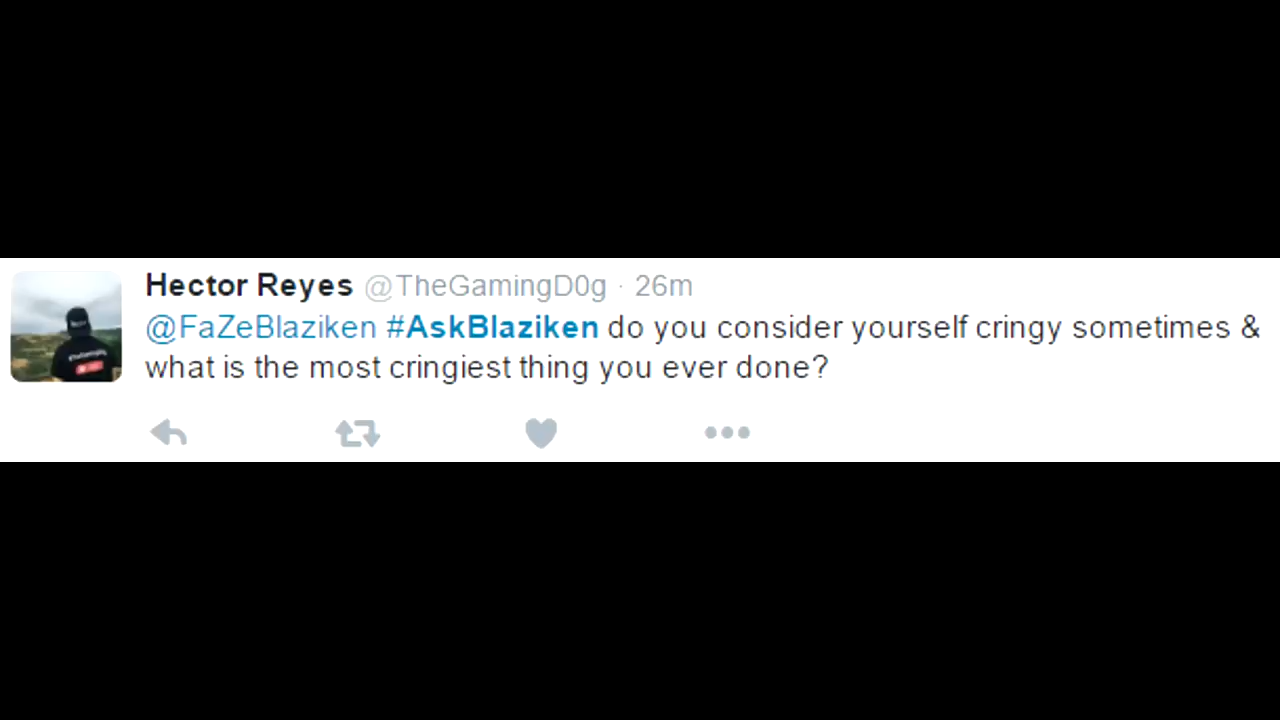 Hector Reyes @TheGamingD0g · 26m
@FaZeBlaziken #AskBlaziken do you consider yourself cringy sometimes &
what is the most cringiest thing you ever done?